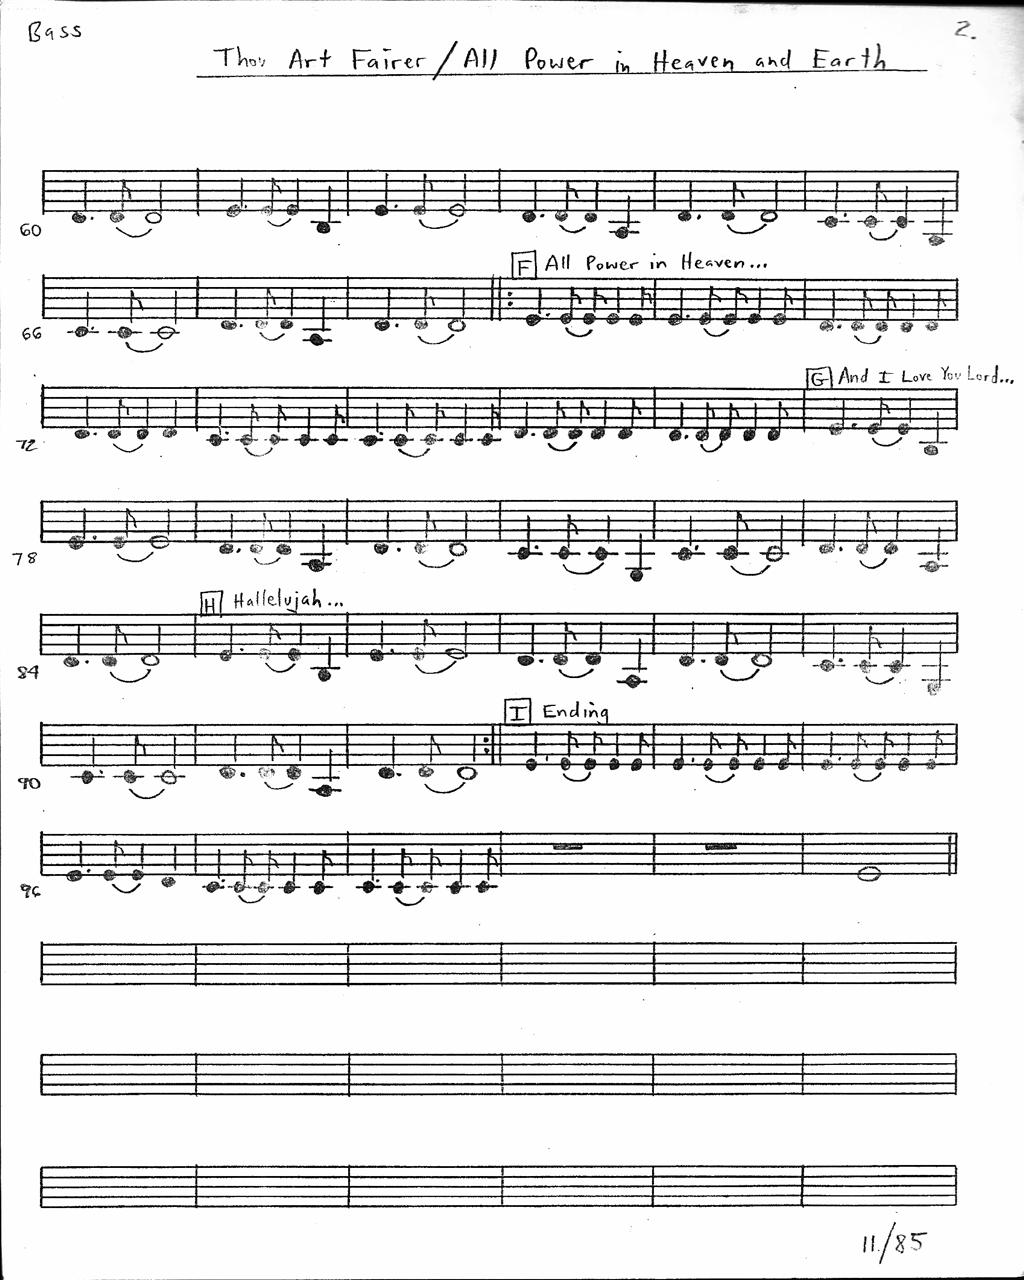 Bass
2.
Thou Art Fairer / All Power in Heaven and Earth
60
F All Power in Heaven...
66
G And I Love You Lord...
72
78
H Hallelujah...
84
I Ending
90
96
11/85